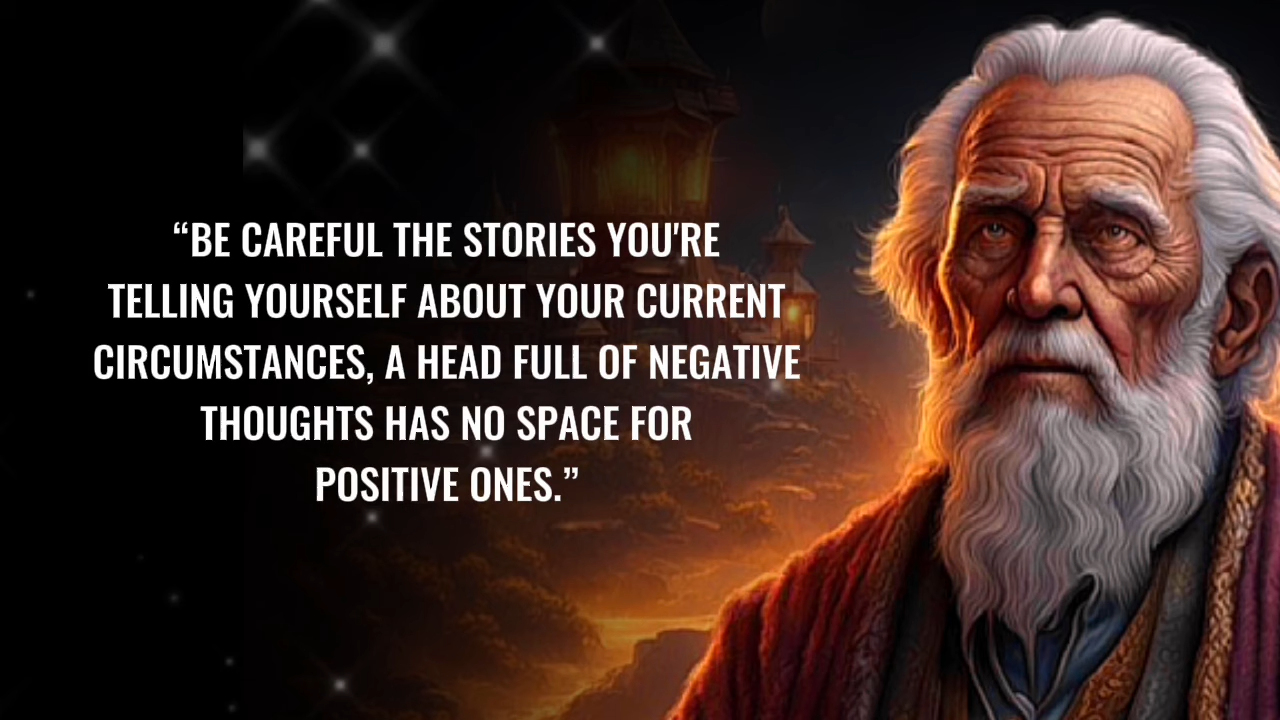 “BE CAREFUL THE STORIES YOU'RE
TELLING YOURSELF ABOUT YOUR CURRENT
CIRCUMSTANCES, A HEAD FULL OF NEGATIVE
THOUGHTS HAS NO SPACE FOR
POSITIVE ONES.”